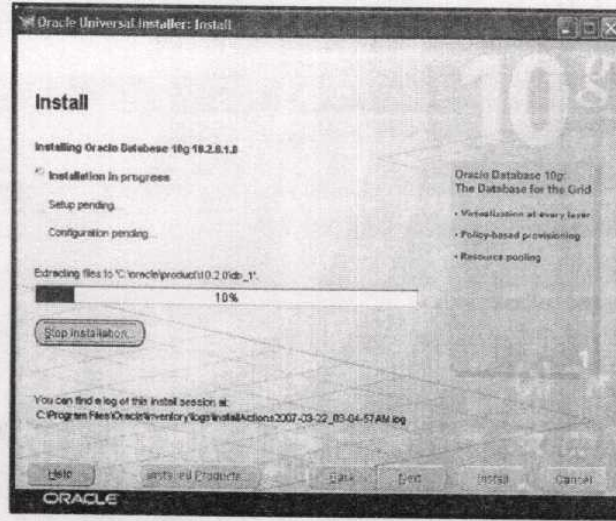 Oracle Universal Installer: Install
10g
Install
Installing Oracle Database 10g 10.2.0.1.0
Installation in progress
Setup pending...
Configuration pending...
Extracting files to 'C:\oracle\product\10.2.0\db_1'.
10%
Stop Installation...
Oracle Database 10g:
The Database for the Grid
• Virtualization at every layer
• Policy-based provisioning
• Resource pooling
You can find a log of this install session at:
C:\Program Files\Oracle\Inventory\logs\installActions2007-03-22_03-04-57AM.log
Help
Installed Products...
Back
Next
Install
Cancel
ORACLE